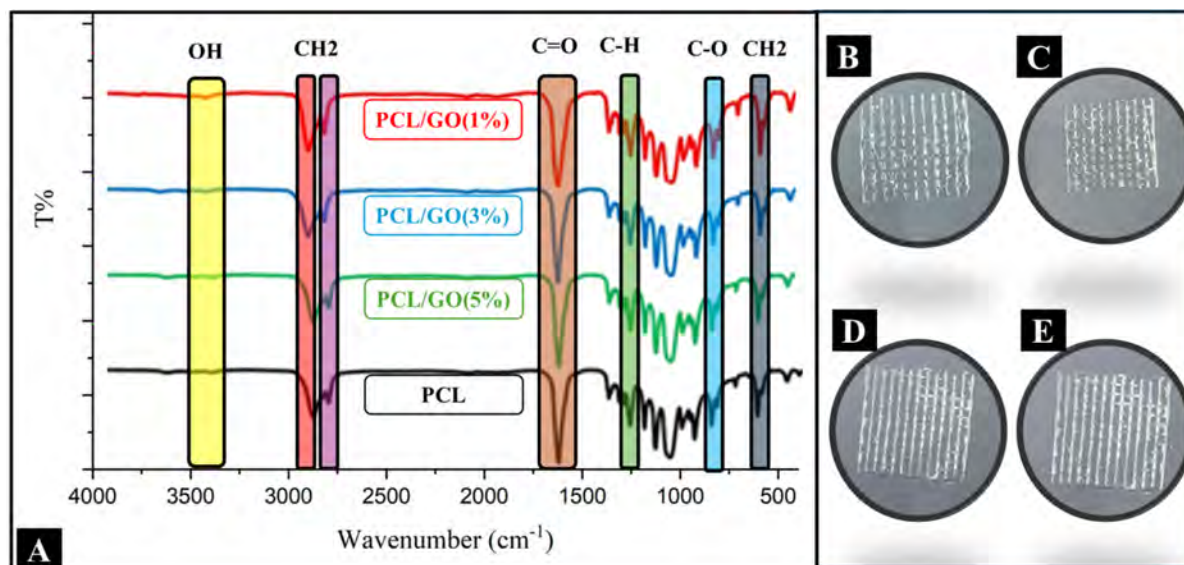 OH CH2 C=O C-H C-O CH2
PCL/GO(1%)
PCL/GO(3%)
PCL/GO(5%)
PCL
T%
4000 3500 3000 2500 2000 1500 1000 500
Wavenumber (cm⁻¹)
A
B C
D E